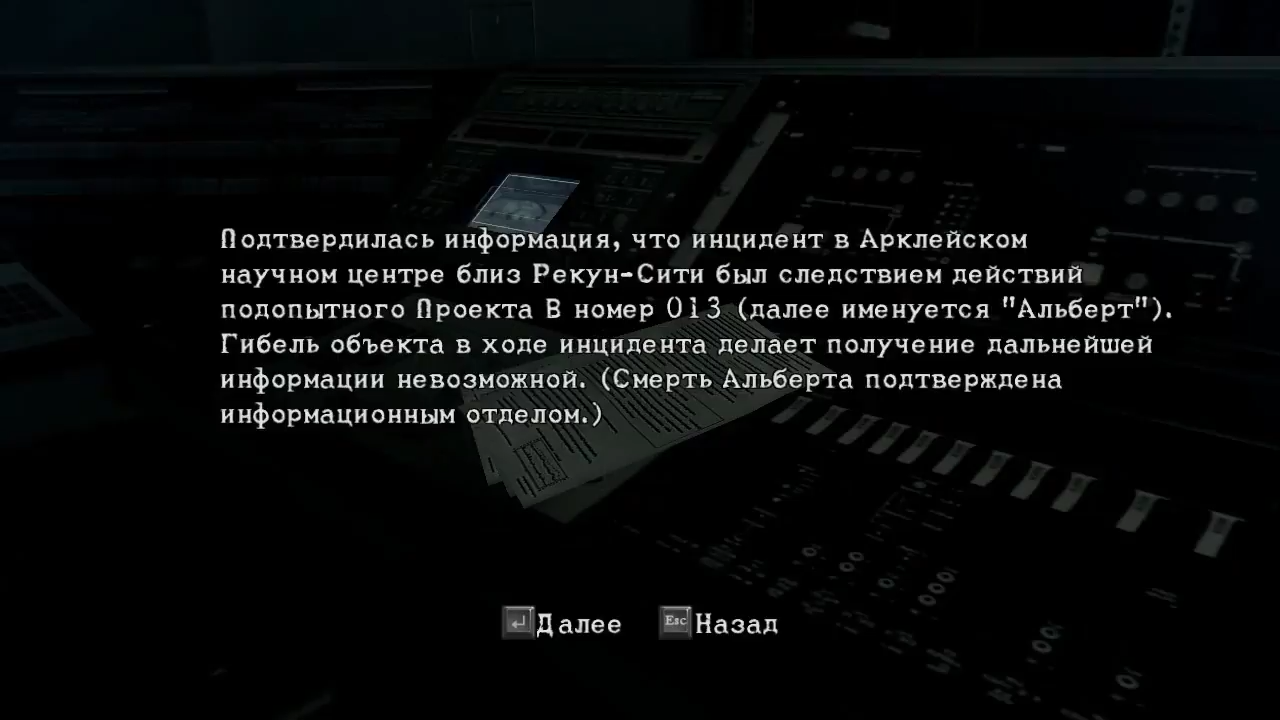 Подтвердилась информация, что инцидент в Арклейском
научном центре близ Рекун-Сити был следствием действий
подопытного Проекта В номер 013 (далее именуется "Альберт").
Гибель объекта в ходе инцидента делает получение дальнейшей
информации невозможной. (Смерть Альберта подтверждена
информационным отделом.)
Далее Esc Назад